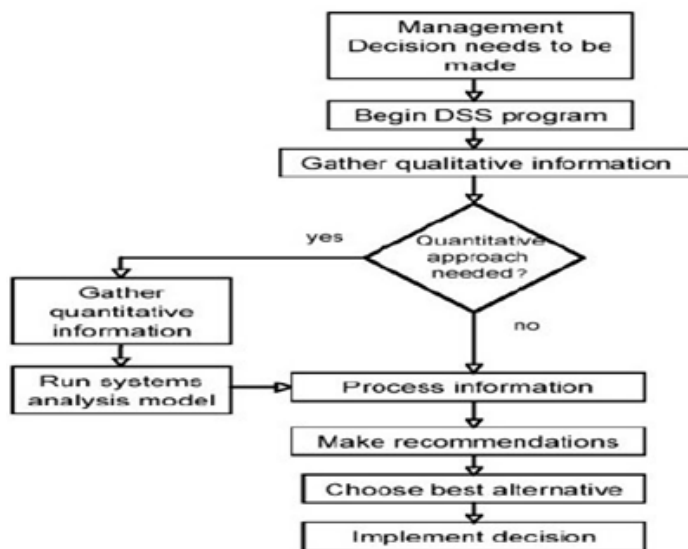 Management
Decision needs to be
made
Begin DSS program
Gather qualitative information
Quantitative
approach
needed?
yes
no
Gather
quantitative
information
Run systems
analysis model
Process information
Make recommendations
Choose best alternative
Implement decision